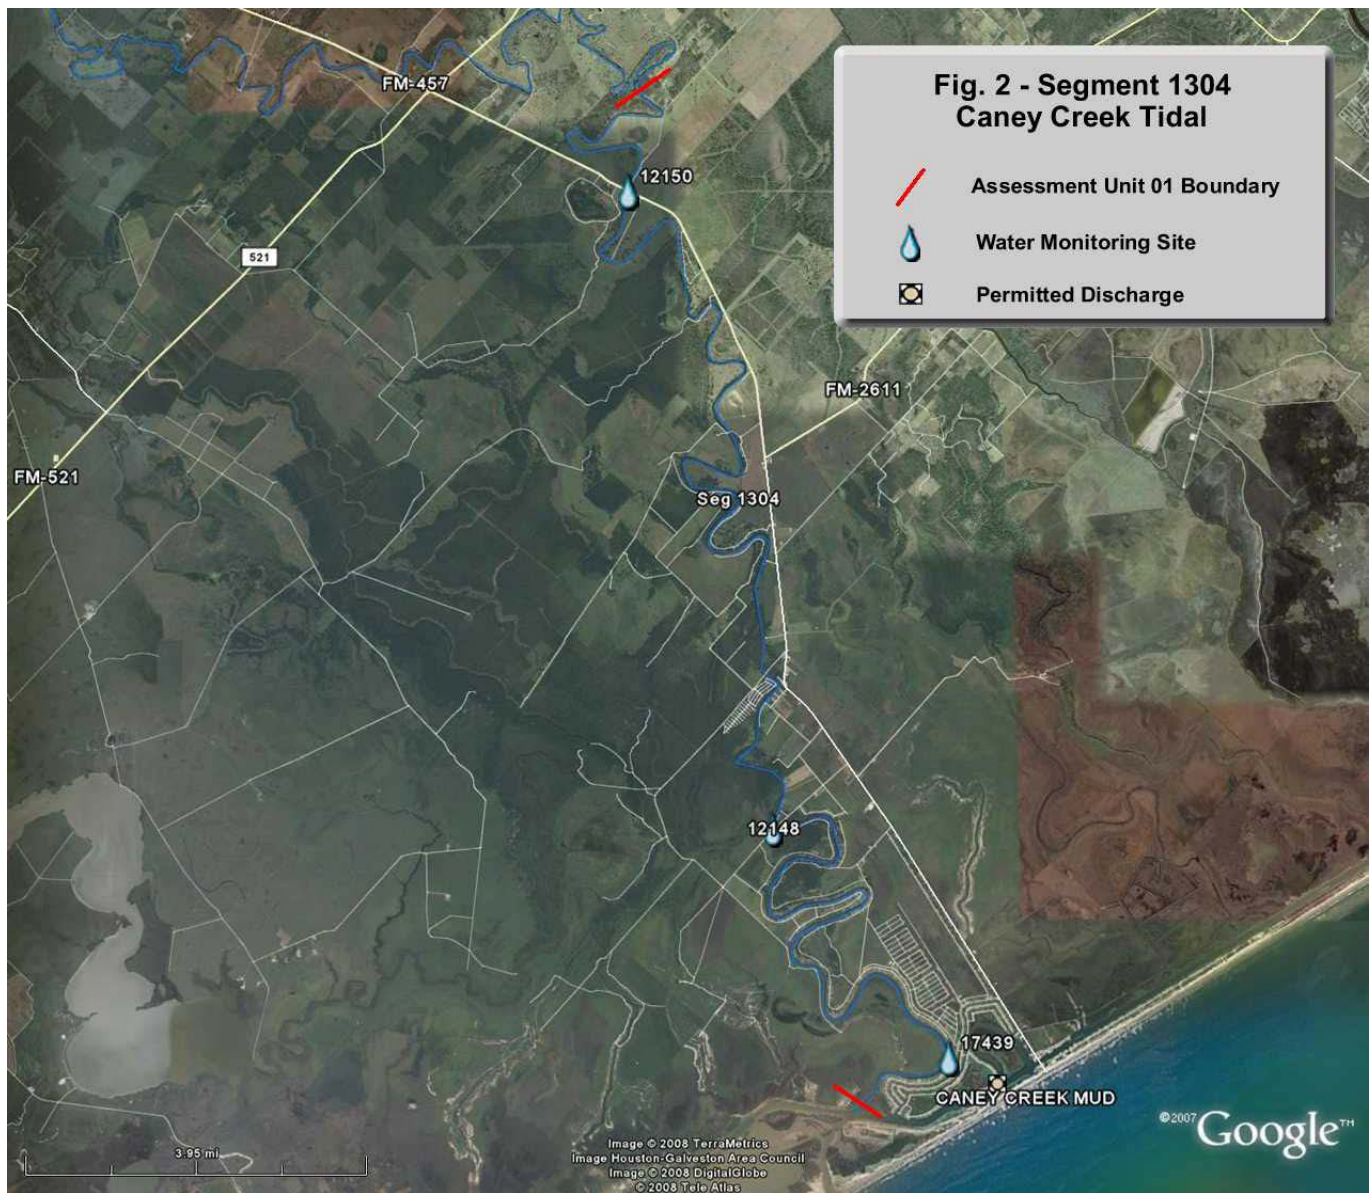 Fig. 2 - Segment 1304
Caney Creek Tidal
Assessment Unit 01 Boundary
Water Monitoring Site
Permitted Discharge
FM-457
12150
521
FM-2611
FM-521
Seg 1304
12148
17439
CANEY CREEK MUD
3.95 mi
Image © 2008 TerraMetrics
Image Houston-Galveston Area Council
Image © 2008 DigitalGlobe
© 2008 Tele Atlas
©2007 Google™